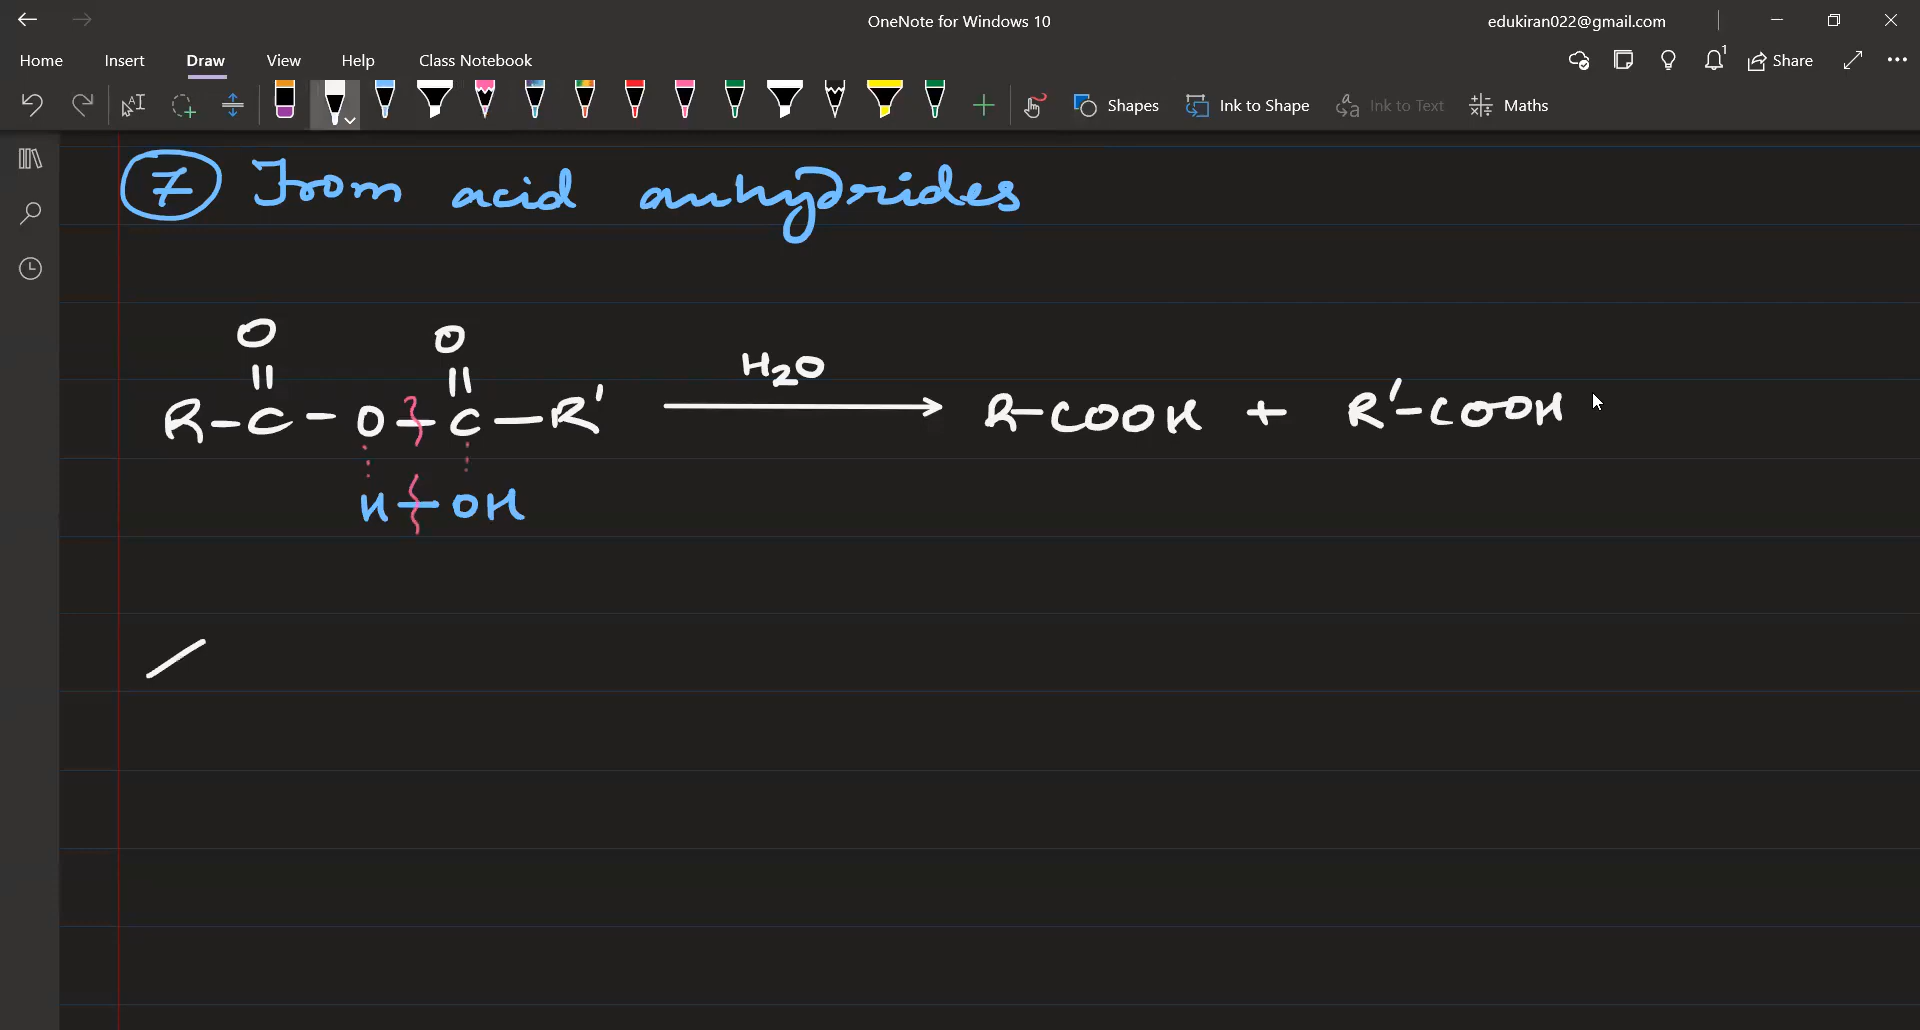 OneNote for Windows 10
edukiran022@gmail.com
Home Insert Draw View Help Class Notebook
1
Share
Shapes Ink to Shape Ink to Text Maths
7 From acid anhydrides
O O
|| ||
R-C-O-C-R' H2O → R-COOH + R'-COOH
H-OH